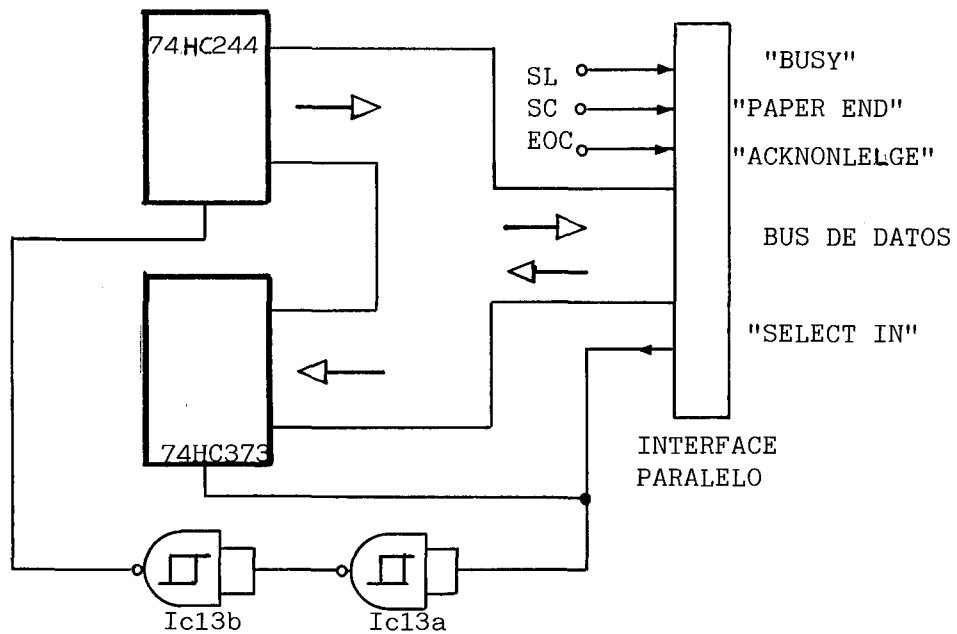 74HC244
SL
SC
EOC
"BUSY"
"PAPER END"
"ACKNONLELGE"
BUS DE DATOS
"SELECT IN"
74HC373
INTERFACE
PARALELO
Ic13b
Ic13a